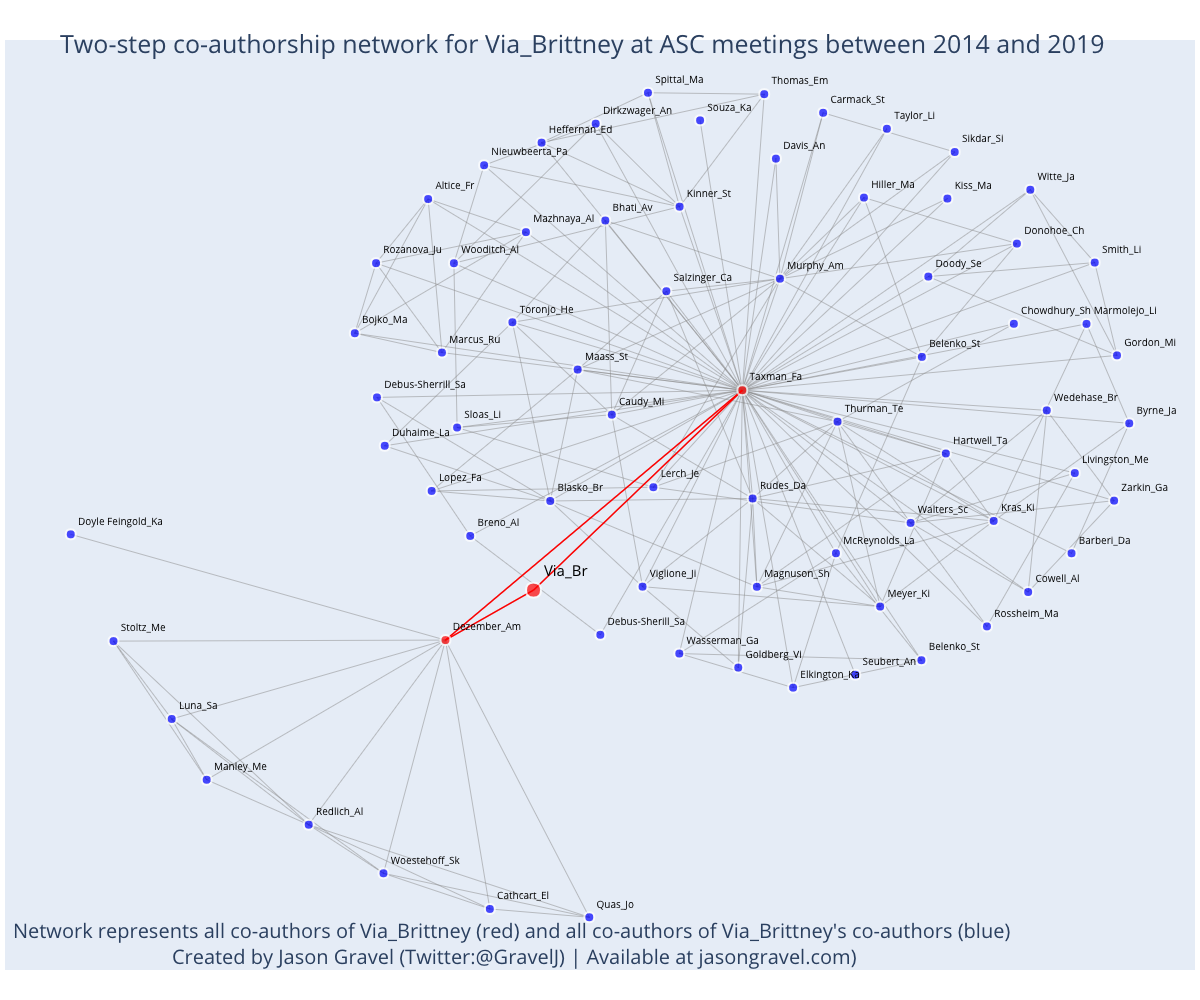 Two-step co-authorship network for Via_Brittney at ASC meetings between 2014 and 2019
Spittal_Ma
Thomas_Em
Dirkzwager_An
Souza_Ka
Carmack_St
Taylor_Li
Heffernan_Ed
Sikdar_Si
Nieuwbeerta_Pa
Davis_An
Altice_Fr
Kinner_St
Hiller_Ma
Kiss_Ma
Witte_Ja
Mazhnaya_Al
Bhati_Av
Donohoe_Ch
Rozanova_Ju
Wooditch_Al
Murphy_Am
Doody_Se
Smith_Li
Salzinger_Ca
Bojko_Ma
Toronjo_He
Chowdhury_Sh
Marmolejo_Li
Marcus_Ru
Belenko_St
Gordon_Mi
Maass_St
Taxman_Fa
Debus-Sherrill_Sa
Caudy_Mi
Thurman_Te
Wedehase_Br
Byrne_Ja
Sloas_Li
Duhaime_La
Hartwell_Ta
Livingston_Me
Lopez_Fa
Blasko_Br
Lerch_Je
Rudes_Da
Zarkin_Ga
Walters_Sc
Kras_Ki
Doyle Feingold_Ka
Breno_Al
McReynolds_La
Barberi_Da
Via_Br
Viglione_Ji
Magnuson_Sh
Meyer_Ki
Cowell_Al
Stoltz_Me
Dezember_Am
Debus-Sherill_Sa
Rossheim_Ma
Wasserman_Ga
Goldberg_Vi
Belenko_St
Elkington_Ka
Seubert_An
Luna_Sa
Manley_Me
Redlich_Al
Woestehoff_Sk
Cathcart_El
Quas_Jo
Network represents all co-authors of Via_Brittney (red) and all co-authors of Via_Brittney's co-authors (blue)
Created by Jason Gravel (Twitter:@GravelJ) | Available at jasongravel.com)